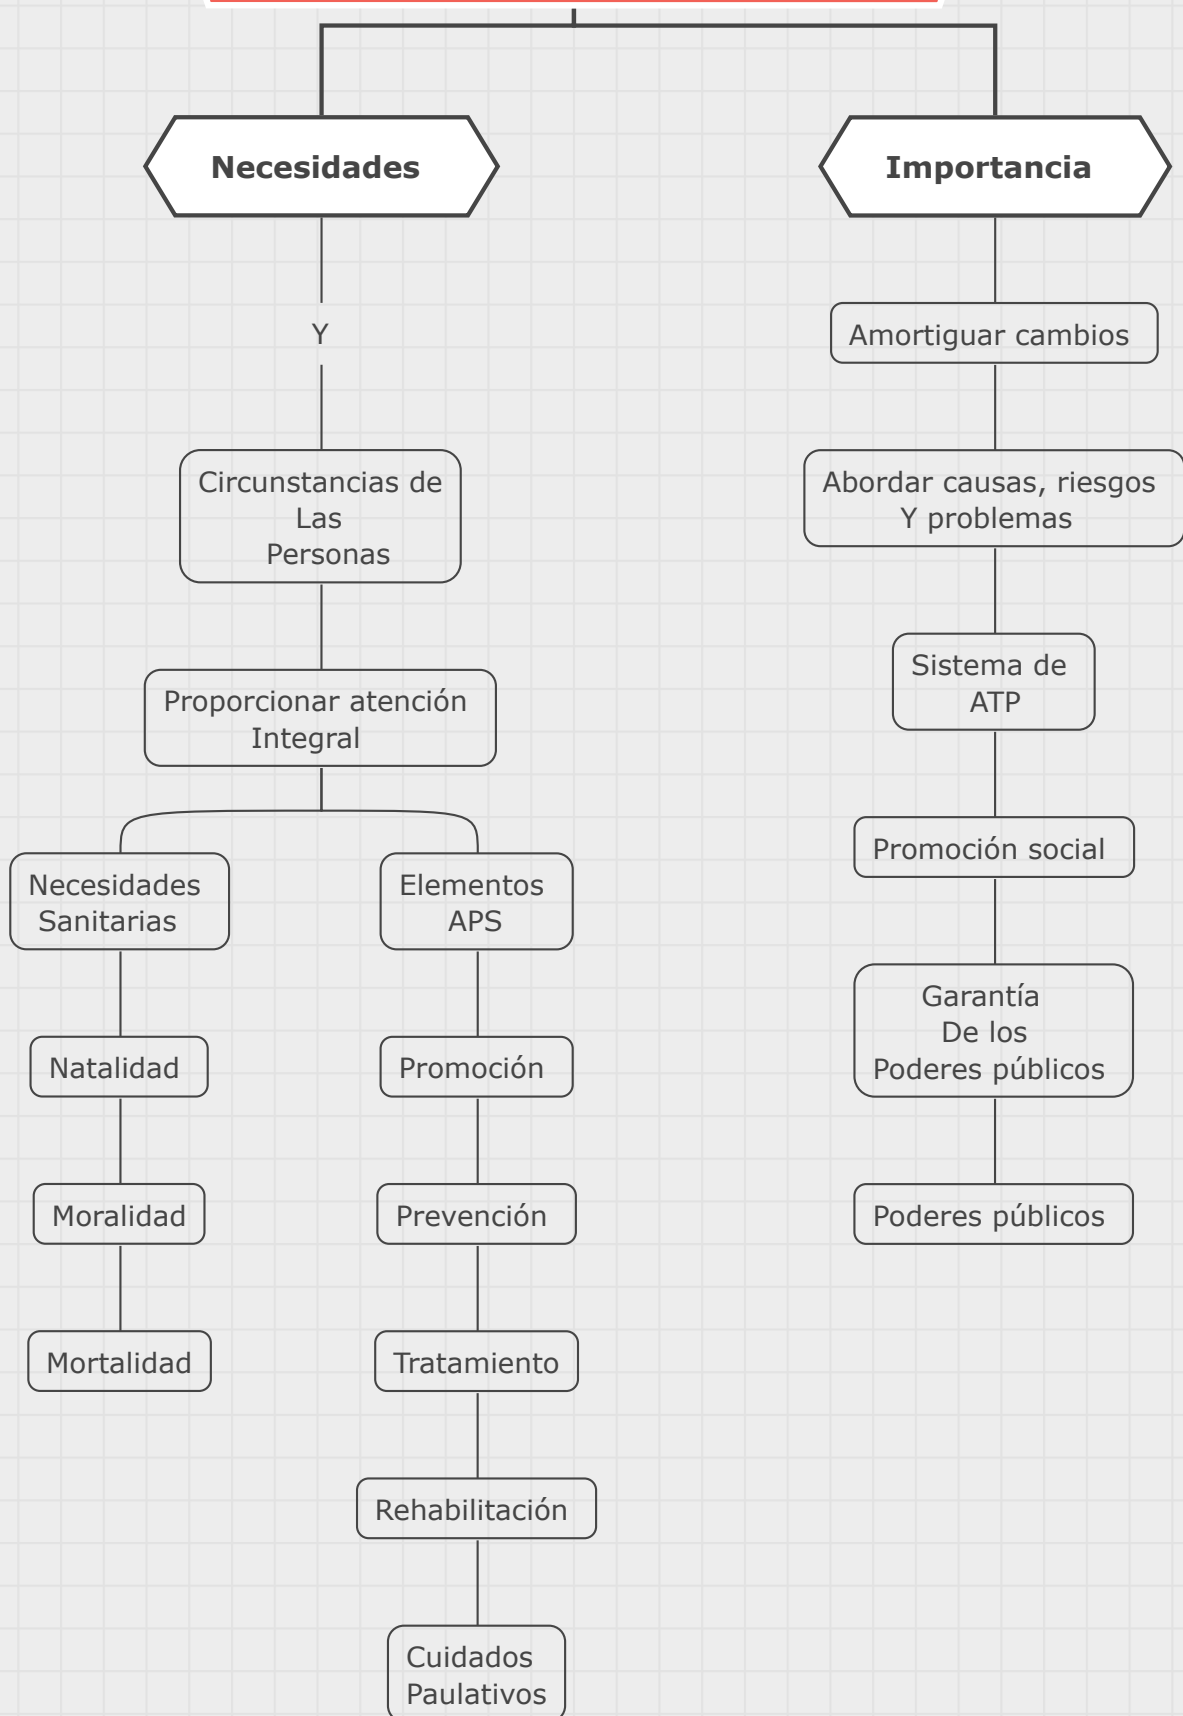 Necesidades
Importancia
Y
Amortiguar cambios
Circunstancias de
Las
Personas
Abordar causas, riesgos
Y problemas
Proporcionar atención
Integral
Sistema de
ATP
Necesidades
Sanitarias
Elementos
APS
Promoción social
Natalidad
Promoción
Garantía
De los
Poderes públicos
Moralidad
Prevención
Poderes públicos
Mortalidad
Tratamiento
Rehabilitación
Cuidados
Paulativos